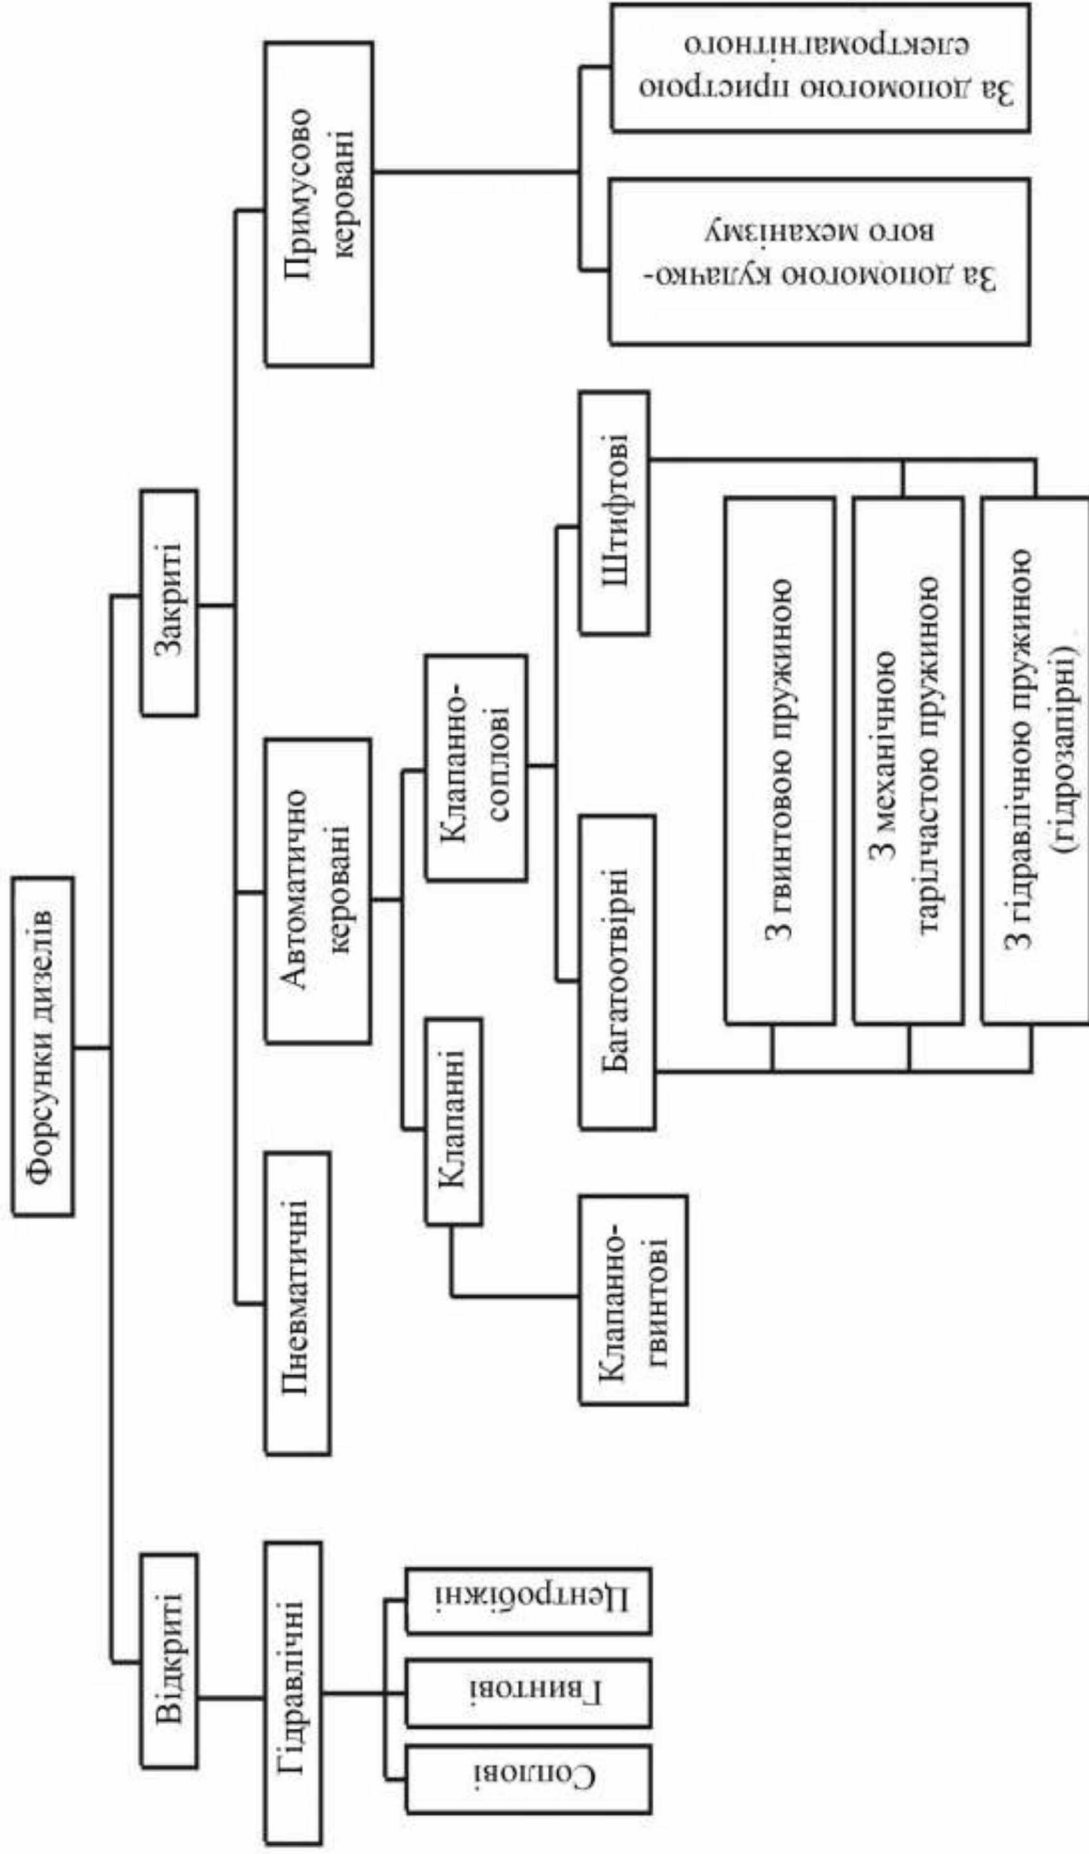 Форсунки дизелів
Відкриті
Закриті
Гідравлічні
Пневматичні
Автоматично
керовані
Примусово
керовані
Соплові
Гвинтові
Центробіжні
Клапанні
Клапанно-
соплові
Клапанно-
гвинтові
Багатоотвірні
Штифтові
За допомогою кулачко-
вого механізму
За допомогою пристрою
електромагнітного
З гвинтовою пружиною
З механічною
тарілчастою пружиною
З гідравлічною пружиною
(гідрозапірні)